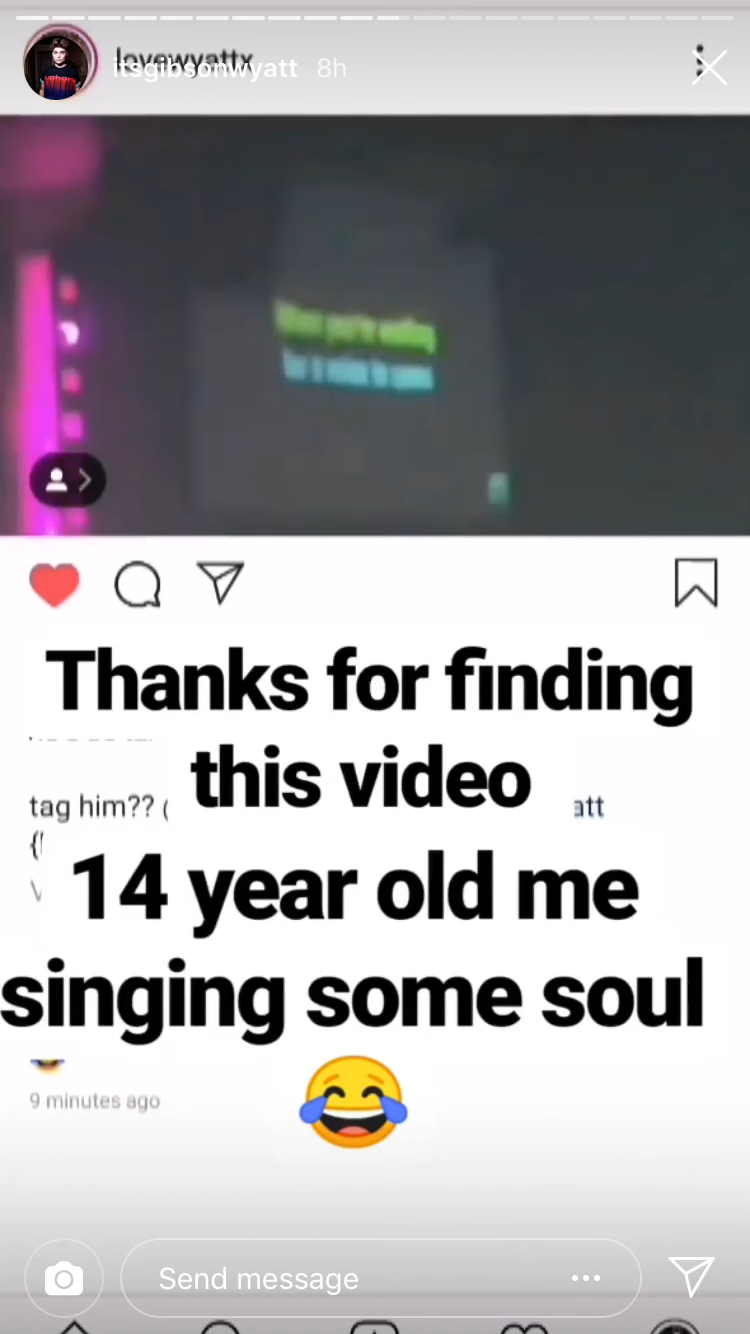 lovewyattx
itsgibsonwyatt 8h
Thanks for finding
this video
tag him?? ( att
14 year old me
singing some soul
😂
9 minutes ago
Send message